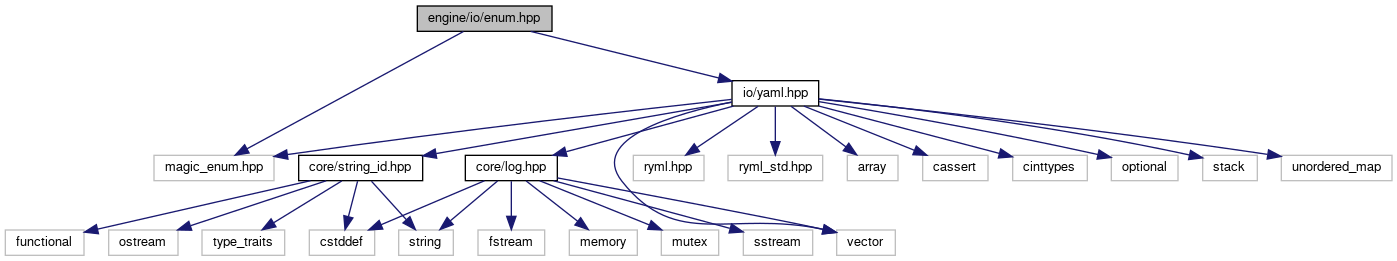 engine/io/enum.hpp
io/yaml.hpp
magic_enum.hpp
core/string_id.hpp
core/log.hpp
ryml.hpp
ryml_std.hpp
array
cassert
cinttypes
optional
stack
unordered_map
functional
ostream
type_traits
cstddef
string
fstream
memory
mutex
sstream
vector